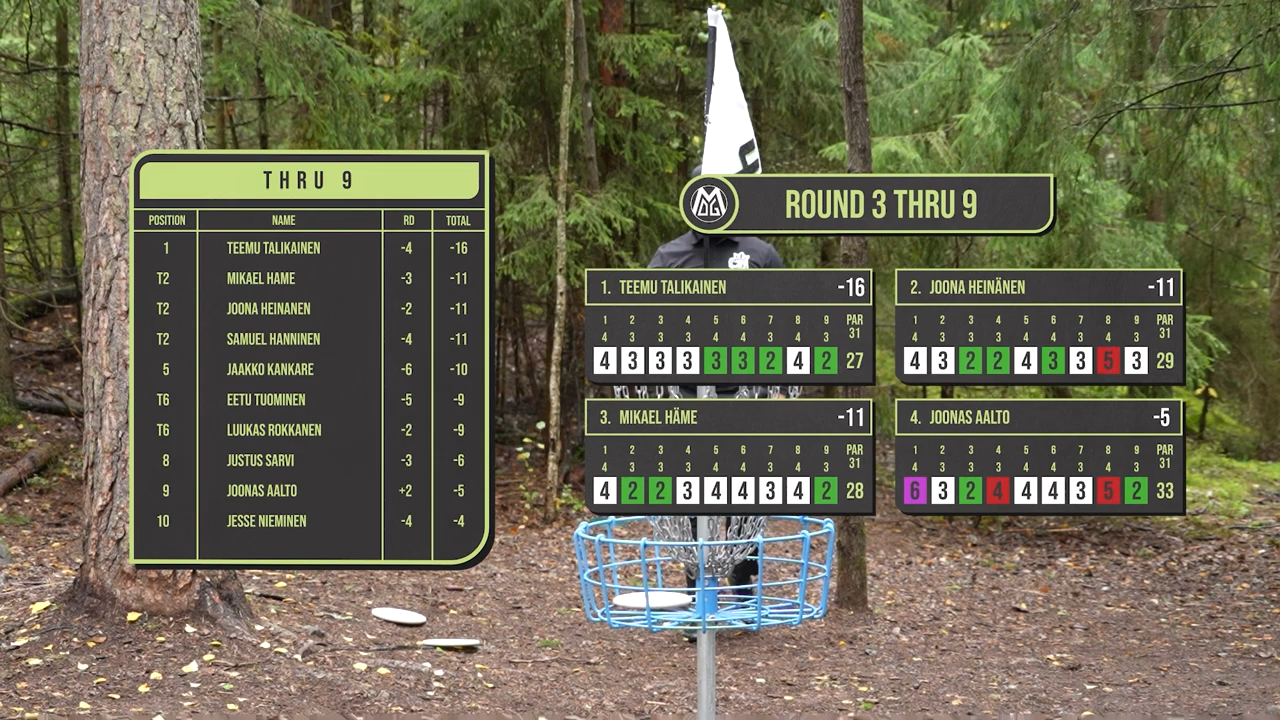 THRU 9
POSITION NAME RD TOTAL
1 TEEMU TALIKAINEN -4 -16
T2 MIKAEL HAME -3 -11
T2 JOONA HEINANEN -2 -11
T2 SAMUEL HANNINEN -4 -11
5 JAAKKO KANKARE -6 -10
T6 EETU TUOMINEN -5 -9
T6 LUUKAS ROKKANEN -2 -9
8 JUSTUS SARVI -3 -6
9 JOONAS AALTO +2 -5
10 JESSE NIEMINEN -4 -4
ROUND 3 THRU 9
1. TEEMU TALIKAINEN -16
1 2 3 4 5 6 7 8 9 PAR
4 3 3 3 4 4 3 4 3 31
4 3 3 3 3 3 2 4 2 27
2. JOONA HEINÄNEN -11
1 2 3 4 5 6 7 8 9 PAR
4 3 3 3 4 4 3 4 3 31
4 3 2 2 4 3 3 5 3 29
3. MIKAEL HÄME -11
1 2 3 4 5 6 7 8 9 PAR
4 3 3 3 4 4 3 4 3 31
4 2 2 3 4 4 3 4 2 28
4. JOONAS AALTO -5
1 2 3 4 5 6 7 8 9 PAR
4 3 3 3 4 4 3 4 3 31
6 3 2 4 4 4 3 5 2 33